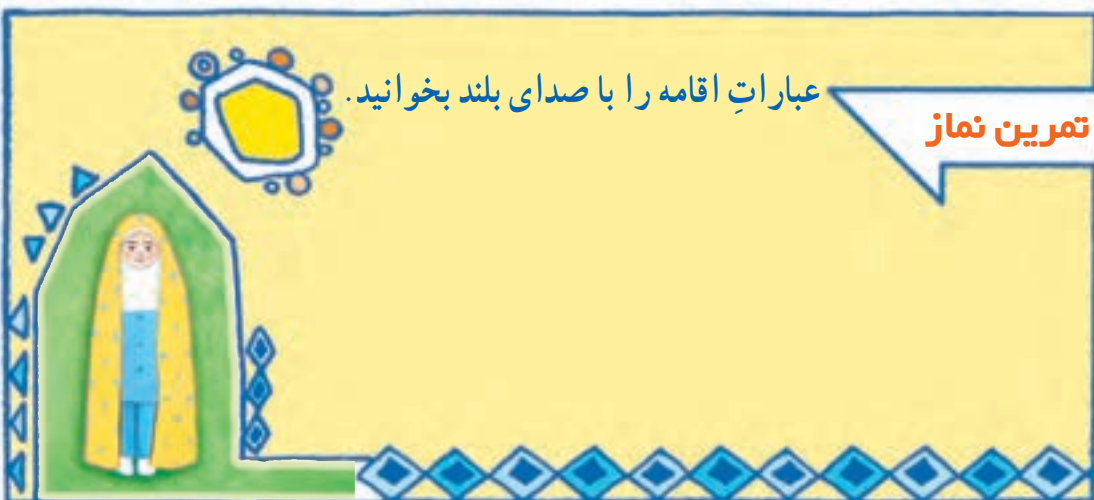 تمرین نماز
عباراتِ اقامه را با صدای بلند بخوانید.